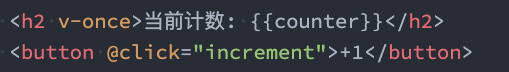 <h2 v-once>当前计数: {{counter}}</h2>
<button @click="increment">+1</button>